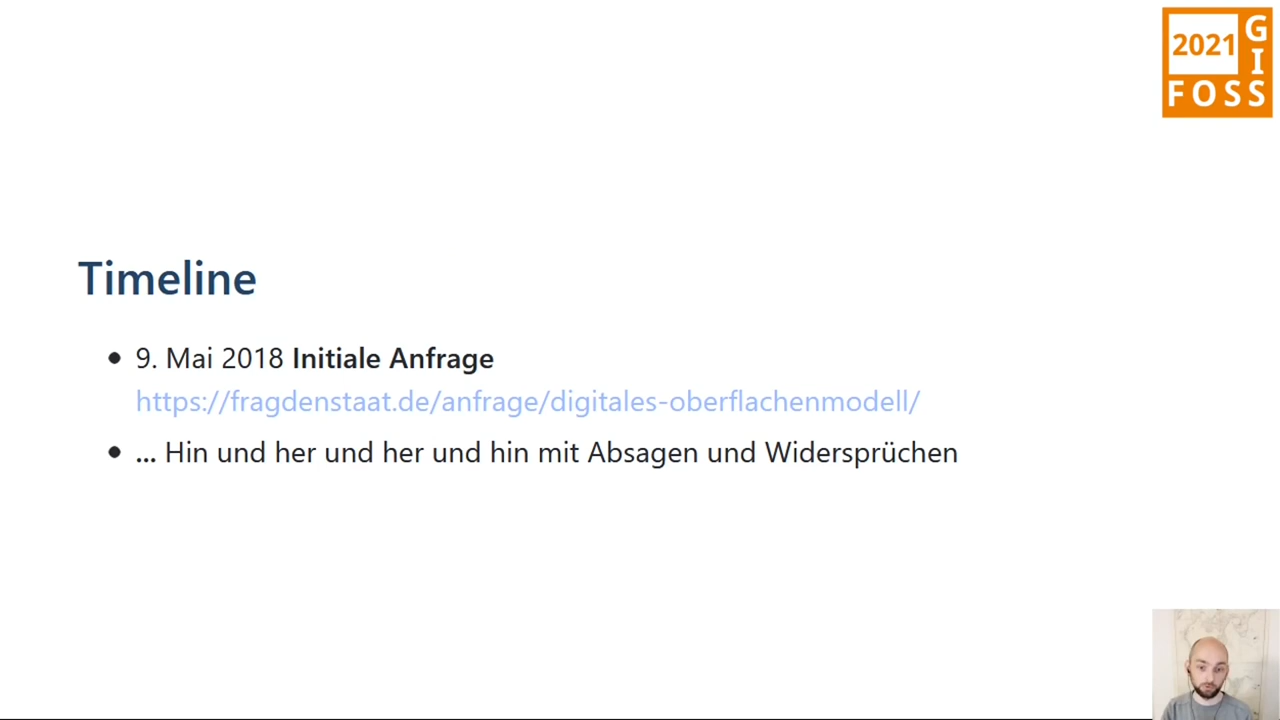 2021
G
I
FOSS
Timeline
9. Mai 2018 Initiale Anfrage
https://fragdenstaat.de/anfrage/digitales-oberflachenmodell/
... Hin und her und her und hin mit Absagen und Widersprüchen